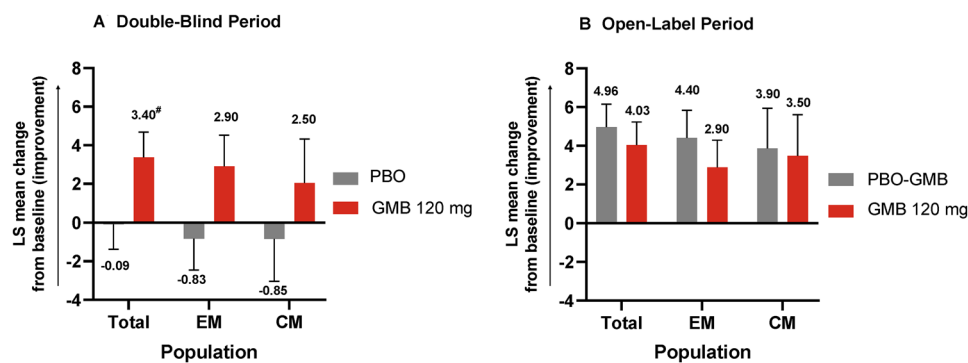 A Double-Blind Period
LS mean change
from baseline (improvement)
8
6
4
2
0
-2
-4
3.40#
2.90
2.50
-0.09
-0.83
-0.85
Total EM CM
Population
PBO
GMB 120 mg
B Open-Label Period
LS mean change
from baseline (improvement)
8
6
4
2
0
-2
-4
4.96
4.03
4.40
2.90
3.90
3.50
Total EM CM
Population
PBO-GMB
GMB 120 mg